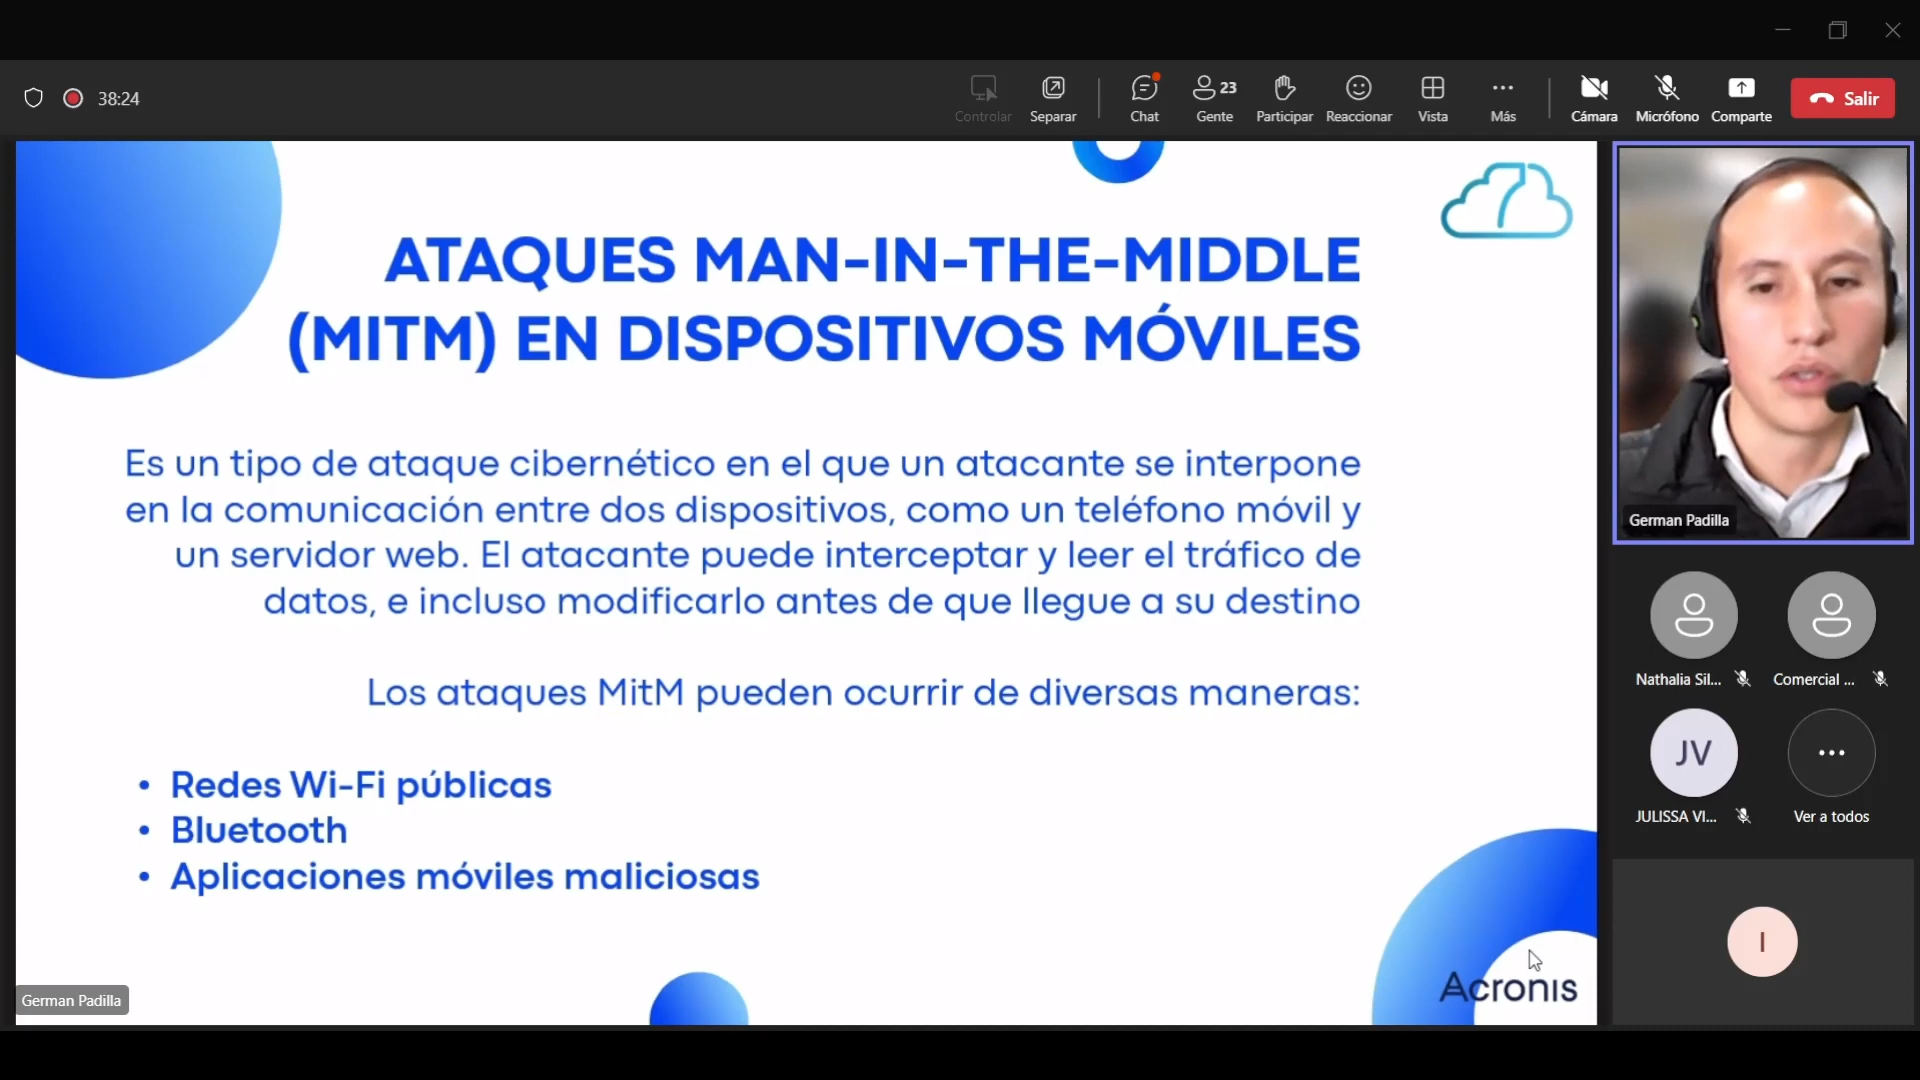 38:24
Controlar
Separar
Chat
23
Gente
Participar
Reaccionar
Vista
Más
Cámara
Micrófono
Comparte
Salir
7
ATAQUES MAN-IN-THE-MIDDLE
(MITM) EN DISPOSITIVOS MÓVILES
Es un tipo de ataque cibernético en el que un atacante se interpone
en la comunicación entre dos dispositivos, como un teléfono móvil y
un servidor web. El atacante puede interceptar y leer el tráfico de
datos, e incluso modificarlo antes de que llegue a su destino
Los ataques MitM pueden ocurrir de diversas maneras:
• Redes Wi-Fi públicas
• Bluetooth
• Aplicaciones móviles maliciosas
Acronis
German Padilla
German Padilla
Nathalia Sil...
Comercial ...
JV
JULISSA VI...
Ver a todos
I